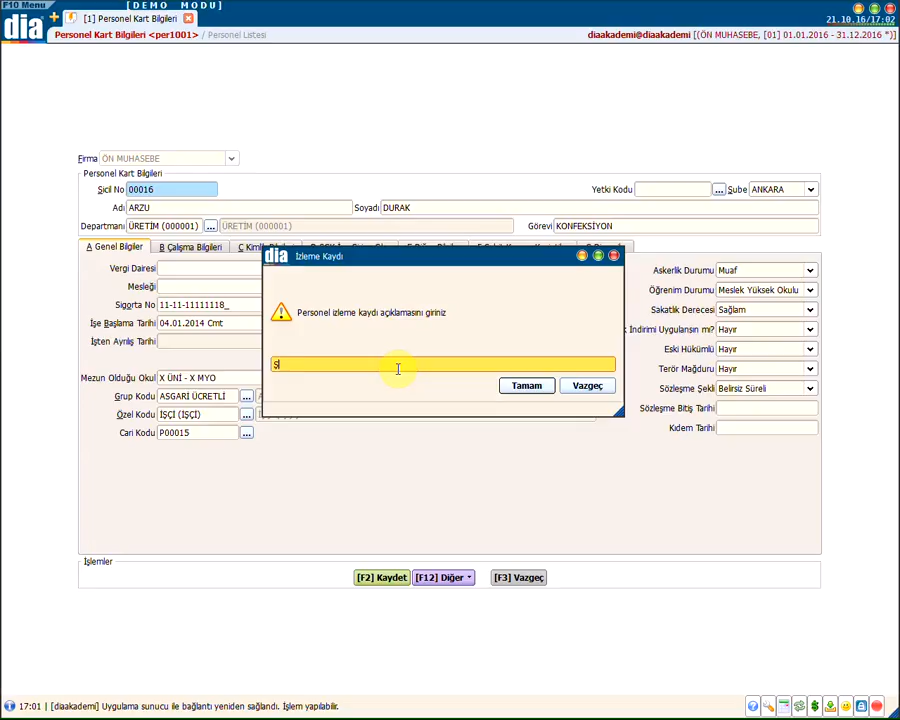 F10 Menu
[DEMO MODU]
dia
[1] Personel Kart Bilgileri
21.10.16/17:02
Personel Kart Bilgileri <per1001> / Personel Listesi
diaakademi@diaakademi [(ÖN MUHASEBE, [01] 01.01.2016 - 31.12.2016 *)]
Firma ÖN MUHASEBE
Personel Kart Bilgileri
Sicil No 00016
Yetki Kodu
... Şube ANKARA
Adı ARZU
Soyadı DURAK
Departmanı ÜRETİM (000001) ... ÜRETİM (000001)
Görevi KONFEKSİYON
A Genel Bilgiler
B Çalışma Bilgileri
Vergi Dairesi
Mesleği
Sigorta No 11-11-11111118_
İşe Başlama Tarihi 04.01.2014 Cmt
İşten Ayrılış Tarihi
Mezun Olduğu Okul X ÜNİ - X MYO
Grup Kodu ASGARİ ÜCRETLİ ...
Özel Kodu İŞÇİ (İŞÇİ) ...
Cari Kodu P00015 ...
dia İzleme Kaydı
Personel izleme kaydı açıklamasını giriniz
Ş
Tamam
Vazgeç
Askerlik Durumu Muaf
Öğrenim Durumu Meslek Yüksek Okulu
Sakatlık Derecesi Sağlam
İndirimi Uygulansın mı? Hayır
Eski Hükümlü Hayır
Terör Mağduru Hayır
Sözleşme Şekli Belirsiz Süreli
Sözleşme Bitiş Tarihi
Kıdem Tarihi
İşlemler
[F2] Kaydet
[F12] Diğer
[F3] Vazgeç
17:01 | [diaakademi] Uygulama sunucu ile bağlantı yeniden sağlandı. İşlem yapılabilir.